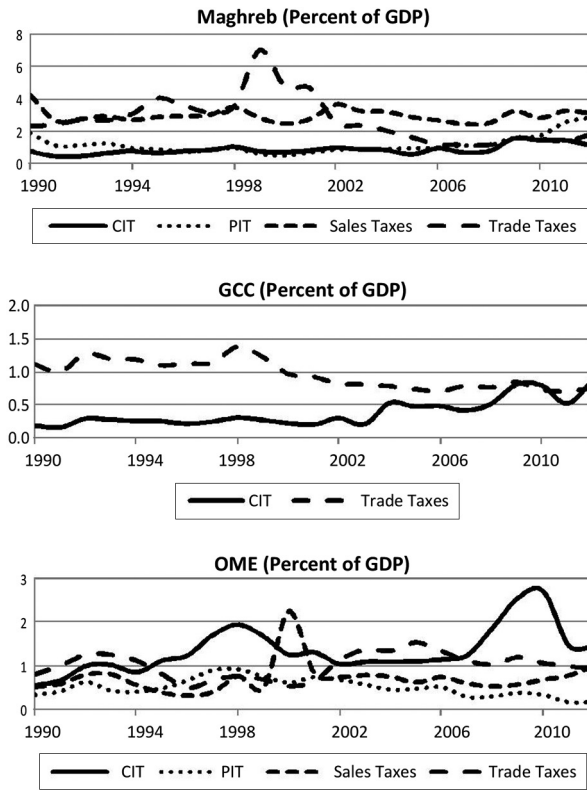 Maghreb (Percent of GDP)
8
6
4
2
0
1990 1994 1998 2002 2006 2010
CIT PIT Sales Taxes Trade Taxes
GCC (Percent of GDP)
2.0
1.5
1.0
0.5
0.0
1990 1994 1998 2002 2006 2010
CIT Trade Taxes
OME (Percent of GDP)
3
2
1
0
1990 1994 1998 2002 2006 2010
CIT PIT Sales Taxes Trade Taxes